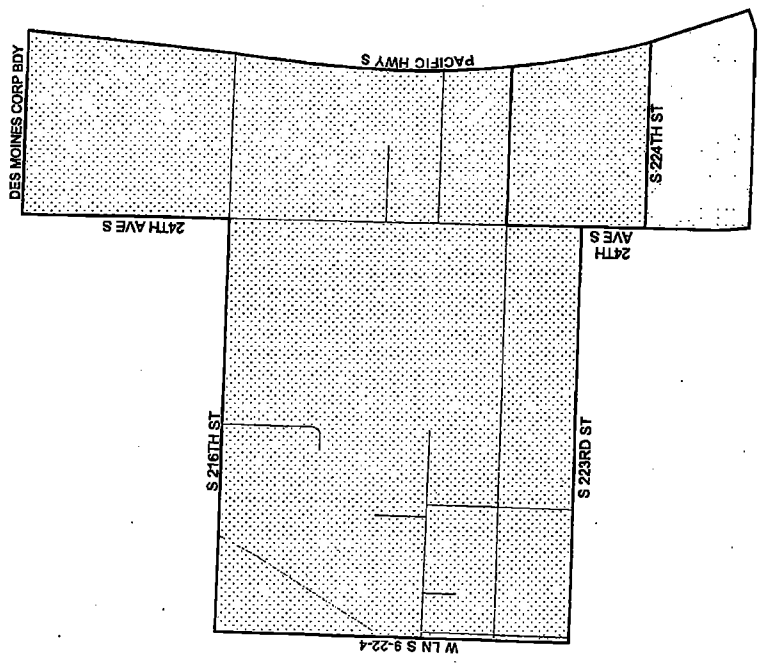 DES MOINES CORP BDY
PACIFIC HWY S
24TH AVE S
S 224TH ST
24TH
AVE S
S 216TH ST
S 223RD ST
W LN S 9-22-4